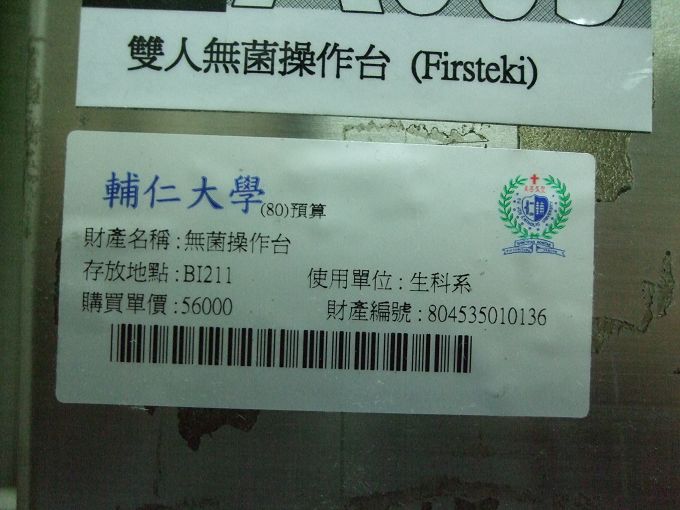 雙人無菌操作台 (Firsteki)
輔仁大學(80)預算
財產名稱:無菌操作台
存放地點:BI211 使用單位:生科系
購買單價:56000 財產編號:804535010136